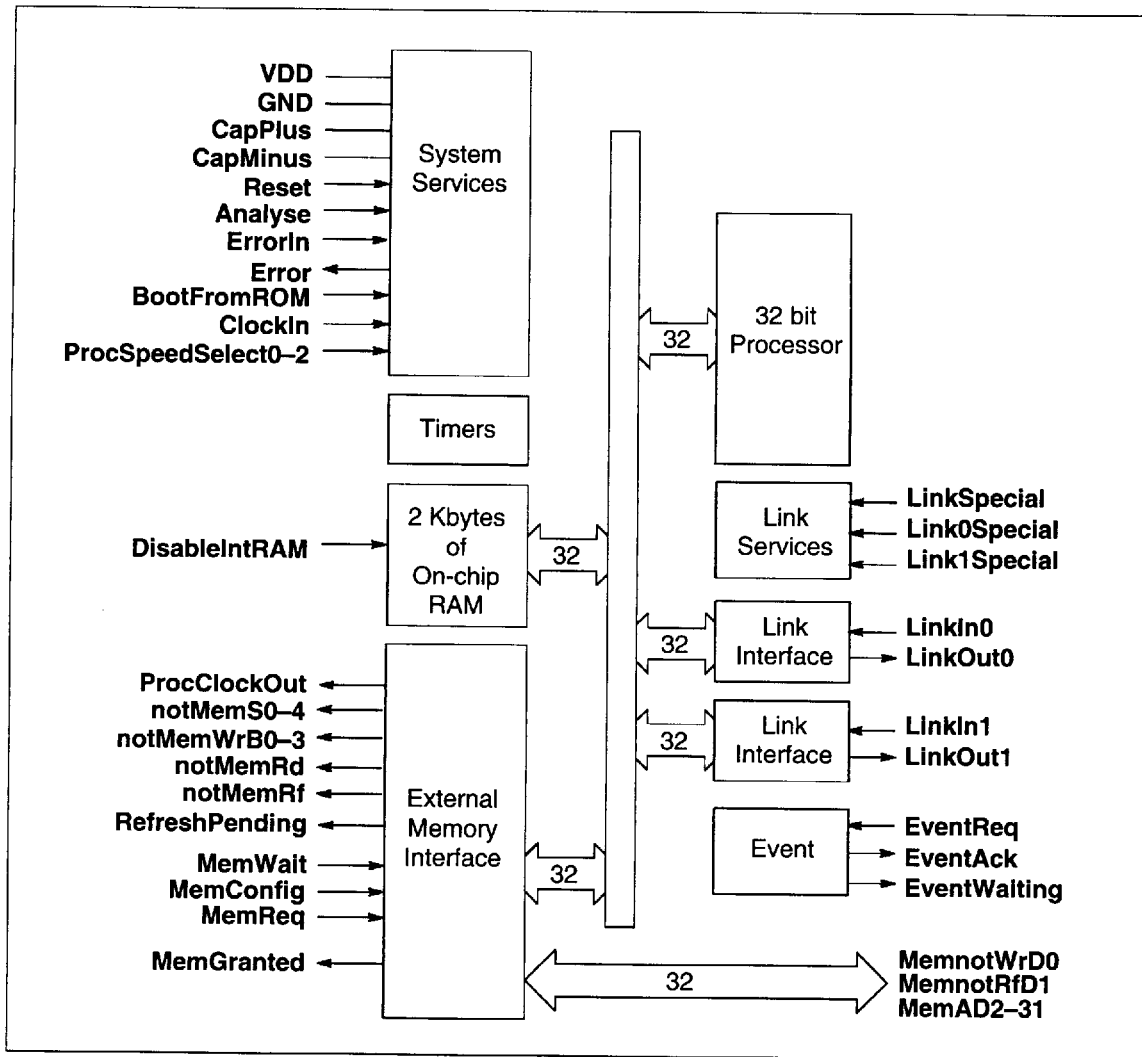 VDD
GND
CapPlus
CapMinus
Reset
Analyse
ErrorIn
Error
BootFromROM
ClockIn
ProcSpeedSelect0–2
System
Services
Timers
DisableIntRAM
2 Kbytes
of
On-chip
RAM
32
ProcClockOut
notMemS0–4
notMemWrB0–3
notMemRd
notMemRf
RefreshPending
MemWait
MemConfig
MemReq
MemGranted
External
Memory
Interface
32
32
32 bit
Processor
32
Link
Services
LinkSpecial
Link0Special
Link1Special
32
Link
Interface
LinkIn0
LinkOut0
32
Link
Interface
LinkIn1
LinkOut1
Event
EventReq
EventAck
EventWaiting
MemnotWrD0
MemnotRfD1
MemAD2–31